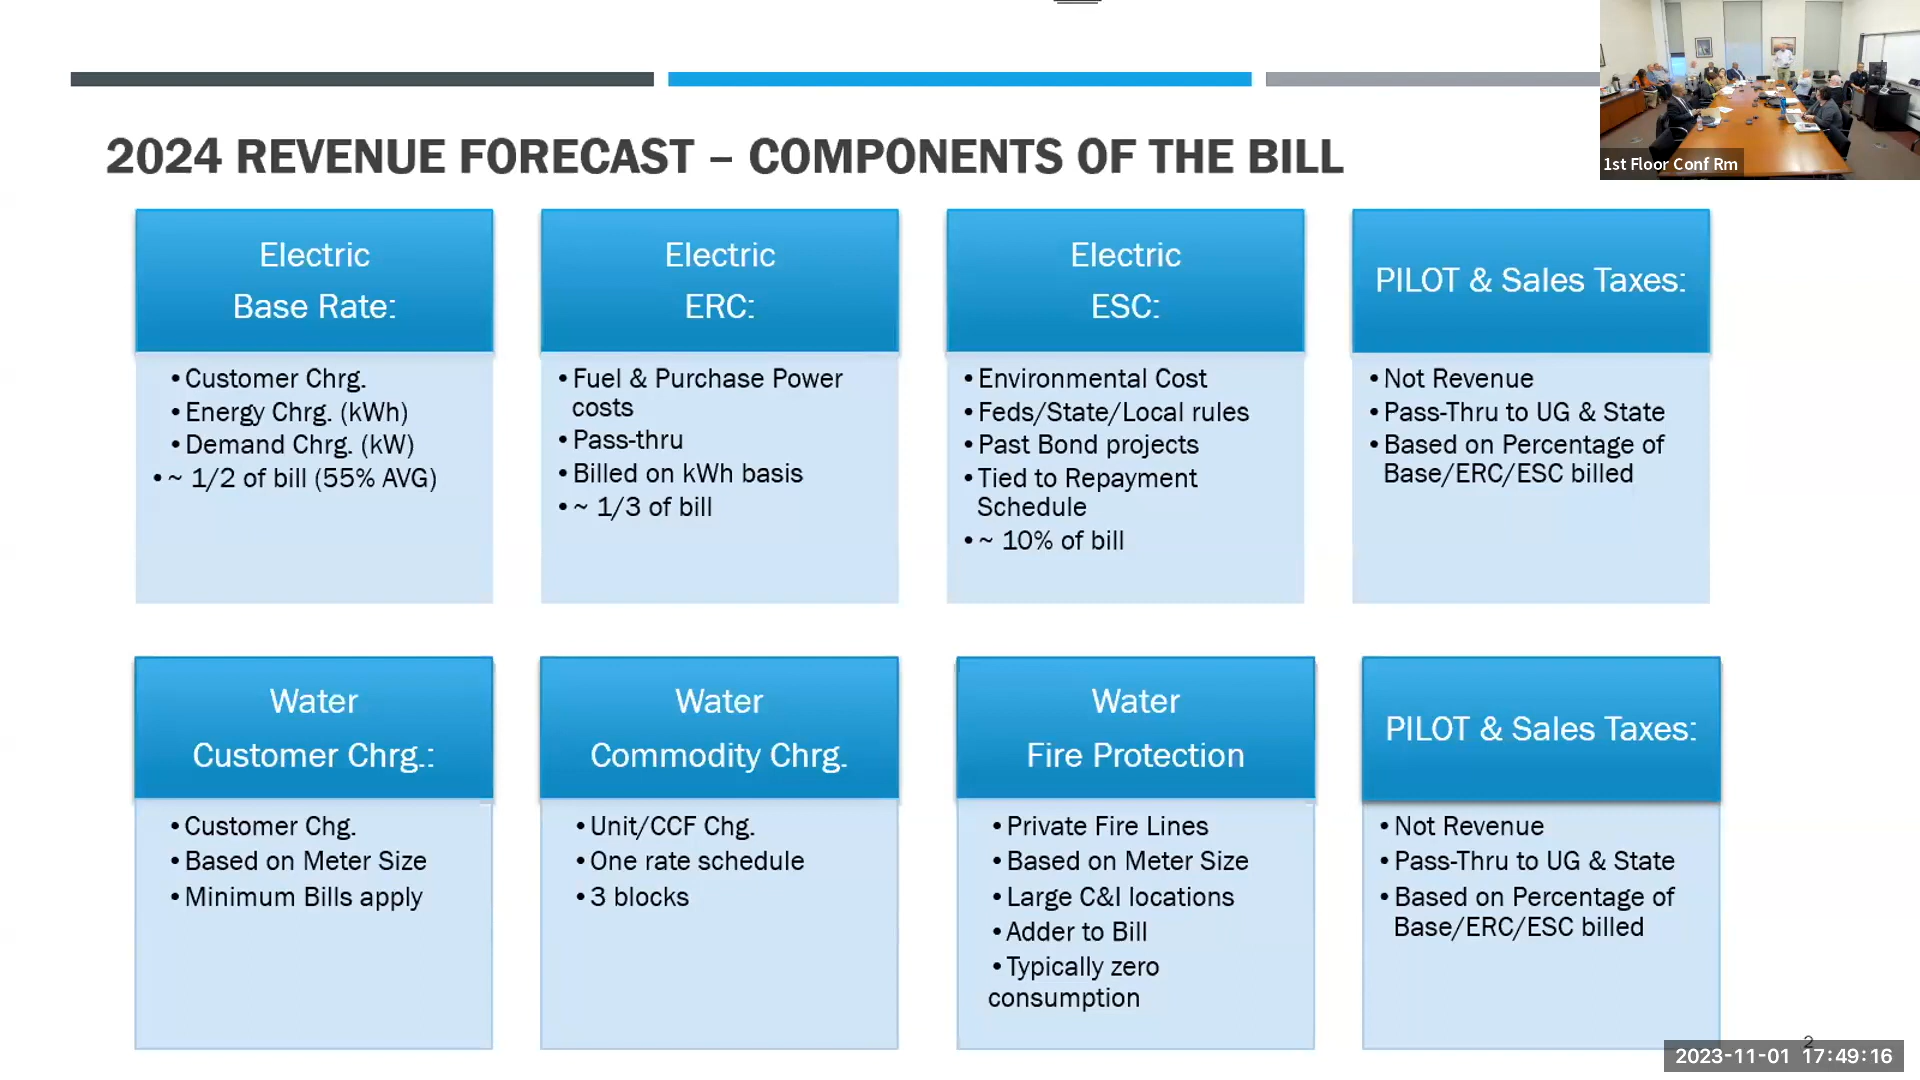 1st Floor Conf Rm
2024 REVENUE FORECAST – COMPONENTS OF THE BILL
Electric
Base Rate:
•Customer Chrg.
•Energy Chrg. (kWh)
•Demand Chrg. (kW)
•~ 1/2 of bill (55% AVG)
Electric
ERC:
•Fuel & Purchase Power
costs
•Pass-thru
•Billed on kWh basis
•~ 1/3 of bill
Electric
ESC:
•Environmental Cost
•Feds/State/Local rules
•Past Bond projects
•Tied to Repayment
Schedule
•~ 10% of bill
PILOT & Sales Taxes:
•Not Revenue
•Pass-Thru to UG & State
•Based on Percentage of
Base/ERC/ESC billed
Water
Customer Chrg.:
•Customer Chg.
•Based on Meter Size
•Minimum Bills apply
Water
Commodity Chrg.
•Unit/CCF Chg.
•One rate schedule
•3 blocks
Water
Fire Protection
•Private Fire Lines
•Based on Meter Size
•Large C&I locations
•Adder to Bill
•Typically zero
consumption
PILOT & Sales Taxes:
•Not Revenue
•Pass-Thru to UG & State
•Based on Percentage of
Base/ERC/ESC billed
2
2023-11-01 17:49:16